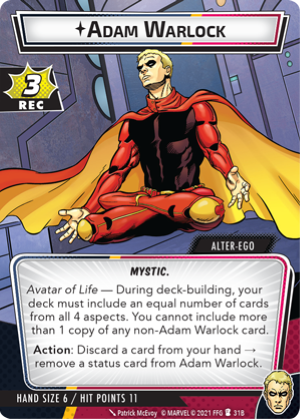 Adam Warlock
3
REC
ALTER-EGO
MYSTIC.
Avatar of Life — During deck-building, your
deck must include an equal number of cards
from all 4 aspects. You cannot include more
than 1 copy of any non-Adam Warlock card.
Action: Discard a card from your hand →
remove a status card from Adam Warlock.
HAND SIZE 6 / HIT POINTS 11
Patrick McEvoy © MARVEL © 2021 FFG 31B